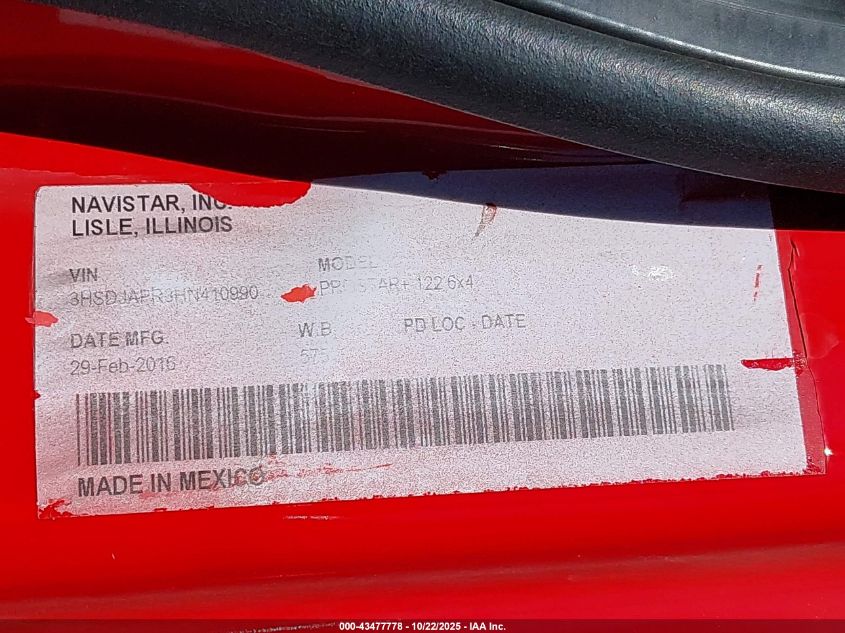 NAVISTAR, INC.
LISLE, ILLINOIS
VIN
MODEL
3HSDJAPR3HN410990
122 6x4
DATE MFG.
W.B
PD LOC - DATE
29-Feb-2016
575
MADE IN MEXICO
000-43477778 - 10/22/2025 - IAA Inc.